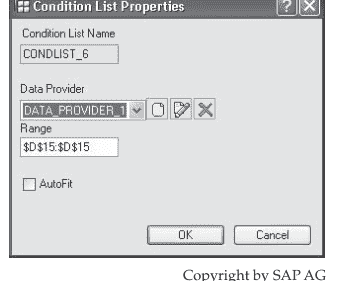 Condition List Properties
Condition List Name
CONDLIST_6
Data Provider
DATA_PROVIDER_1
Range
$D$15:$D$15
AutoFit
OK
Cancel
Copyright by SAP AG